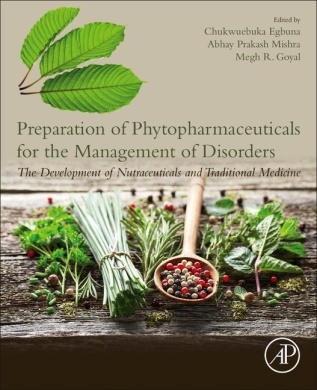 Edited by
Chukwuebuka Egbuna
Abhay Prakash Mishra
Megh R. Goyal
Preparation of Phytopharmaceuticals
for the Management of Disorders
The Development of Nutraceuticals and Traditional Medicine
AP